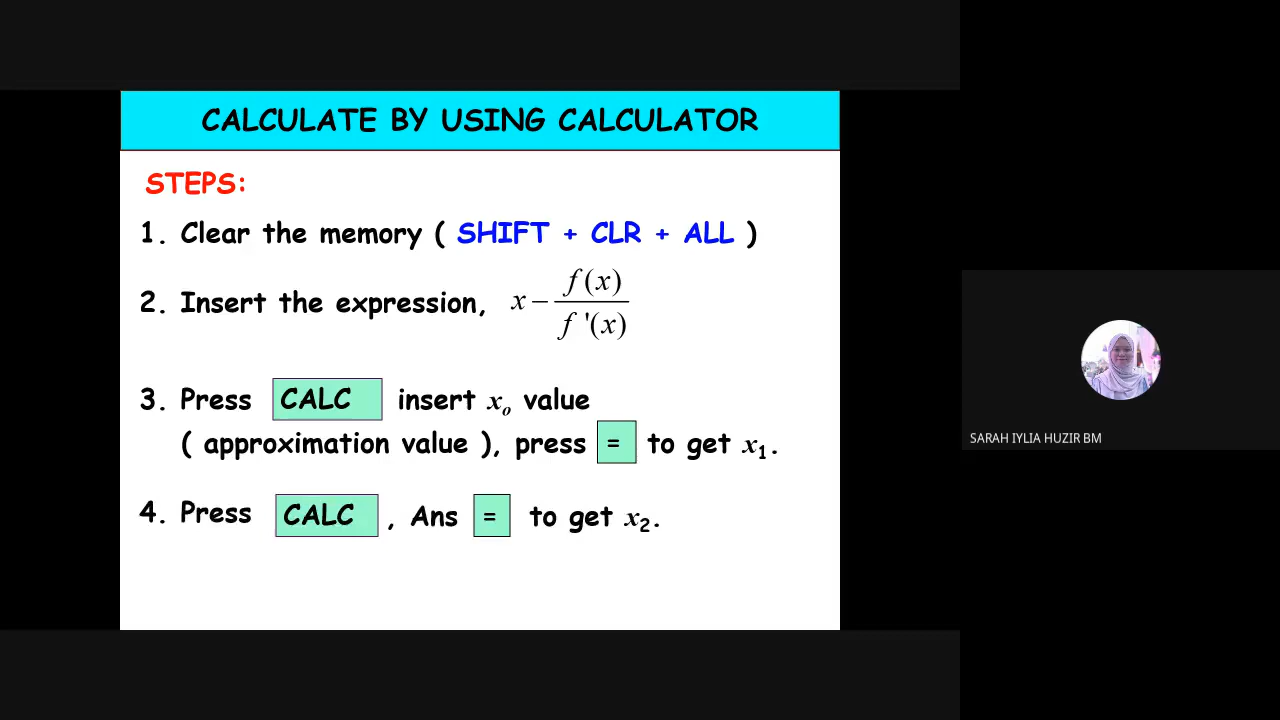 CALCULATE BY USING CALCULATOR
STEPS:
1. Clear the memory ( SHIFT + CLR + ALL )
2. Insert the expression, x − f(x) / f '(x)
3. Press CALC insert x₀ value
( approximation value ), press = to get x₁.
4. Press CALC , Ans = to get x₂.
SARAH IYLIA HUZIR BM